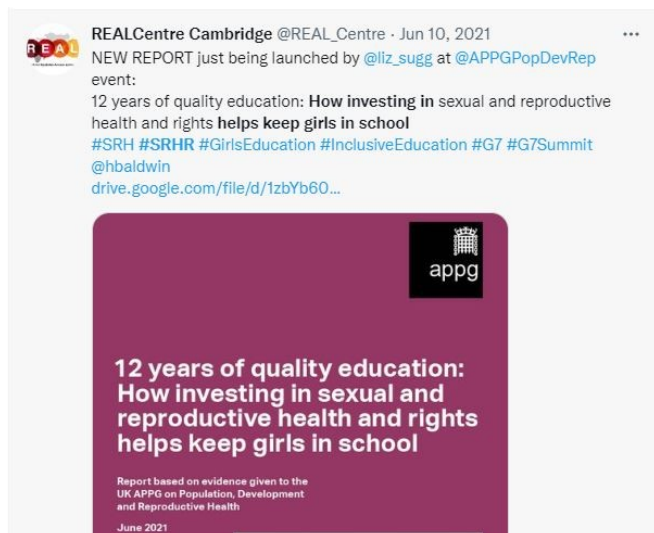 REALCentre Cambridge @REAL_Centre · Jun 10, 2021
REAL
NEW REPORT just being launched by @liz_sugg at @APPGPopDevRep
event:
12 years of quality education: How investing in sexual and reproductive
health and rights helps keep girls in school
#SRH #SRHR #GirlsEducation #InclusiveEducation #G7 #G7Summit
@hbaldwin
drive.google.com/file/d/1zbYb60...
appg
12 years of quality education:
How investing in sexual and
reproductive health and rights
helps keep girls in school
Report based on evidence given to the
UK APPG on Population, Development
and Reproductive Health
June 2021